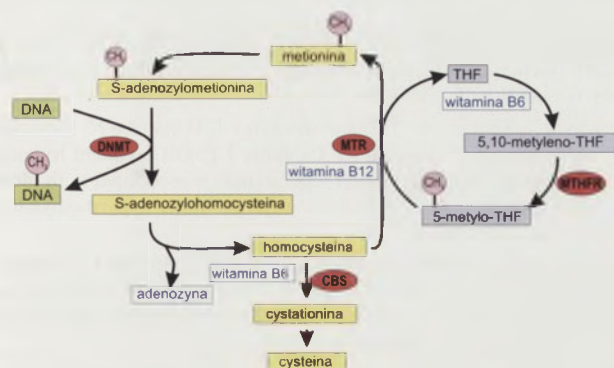 CH₃
metionina
CH₃
S-adenozylometionina
DNA
DNMT
CH₃
DNA
S-adenozylohomocysteina
adenozyna
homocysteina
witamina B6
CBS
cystationina
cysteina
MTR
witamina B12
THF
witamina B6
5,10-metyleno-THF
MTHFR
CH₃
5-metylo-THF